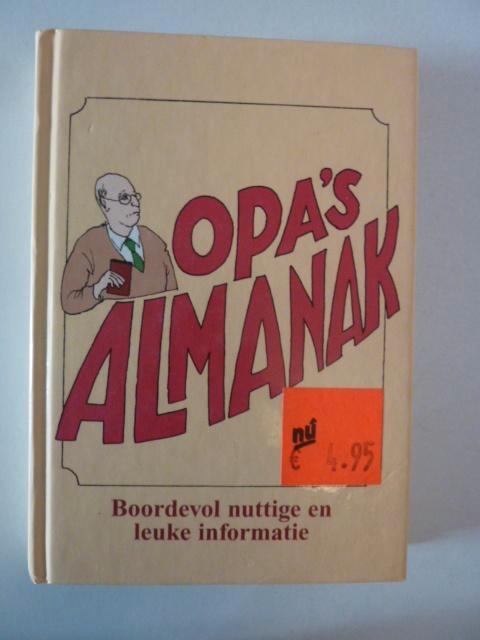 OPA'S
ALMANAK
nú
€ 4.95
Boordevol nuttige en
leuke informatie